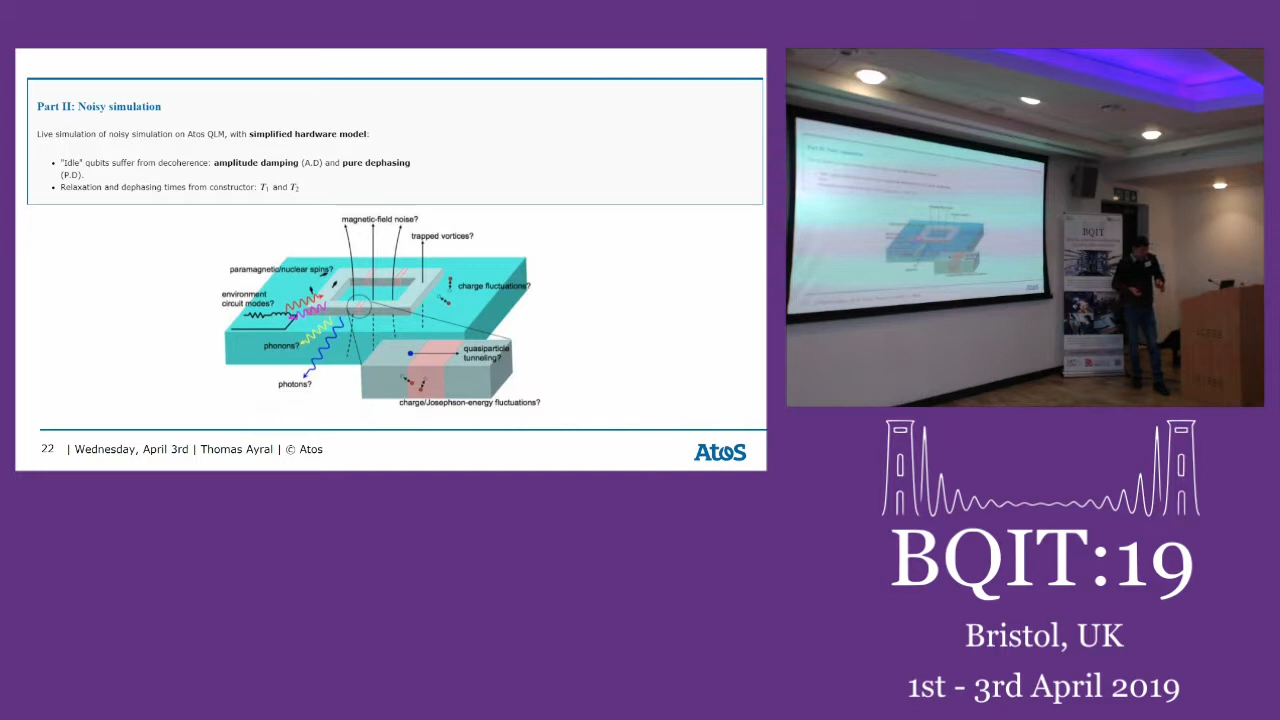 Part II: Noisy simulation
Live simulation of noisy simulation on Atos QLM, with simplified hardware model:
• "Idle" qubits suffer from decoherence: amplitude damping (A.D) and pure dephasing
(P.D).
• Relaxation and dephasing times from constructor: T₁ and T₂
magnetic-field noise?
trapped vortices?
paramagnetic/nuclear spins?
charge fluctuations?
environment
circuit modes?
phonons?
quasiparticle
tunneling?
photons?
charge/Josephson-energy fluctuations?
22 | Wednesday, April 3rd | Thomas Ayral | © Atos
Atos
BQIT
BQIT:19
Bristol, UK
1st - 3rd April 2019